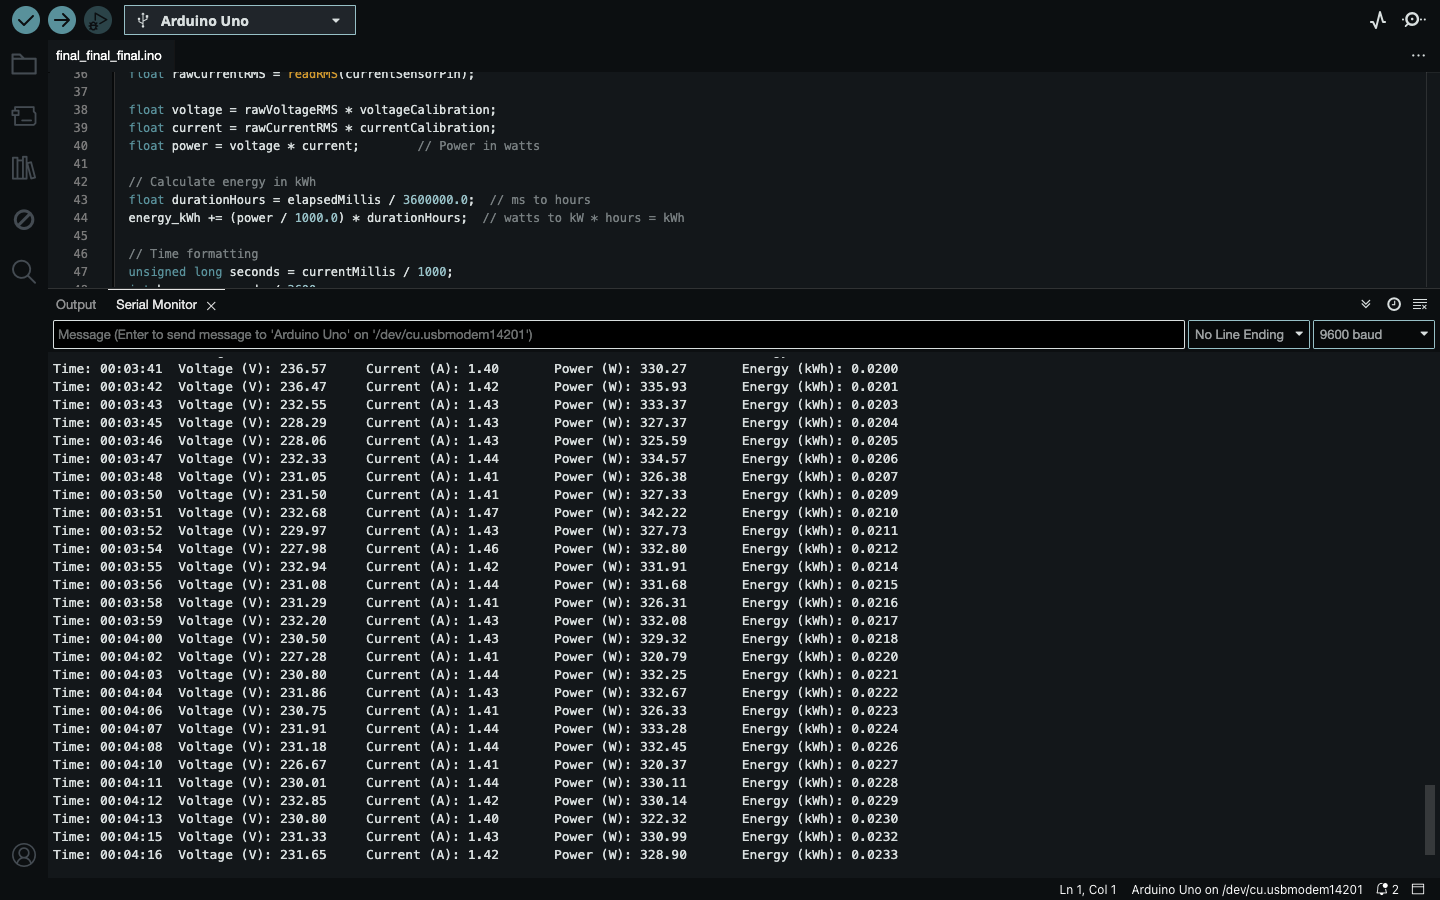 Arduino Uno
final_final_final.ino
36 float rawCurrentRMS = readRMS(currentSensorPin);
37
38 float voltage = rawVoltageRMS * voltageCalibration;
39 float current = rawCurrentRMS * currentCalibration;
40 float power = voltage * current; // Power in watts
41
42 // Calculate energy in kWh
43 float durationHours = elapsedMillis / 3600000.0; // ms to hours
44 energy_kWh += (power / 1000.0) * durationHours; // watts to kW * hours = kWh
45
46 // Time formatting
47 unsigned long seconds = currentMillis / 1000;
Output Serial Monitor
Message (Enter to send message to 'Arduino Uno' on '/dev/cu.usbmodem14201') No Line Ending 9600 baud
Time: 00:03:41 Voltage (V): 236.57 Current (A): 1.40 Power (W): 330.27 Energy (kWh): 0.0200
Time: 00:03:42 Voltage (V): 236.47 Current (A): 1.42 Power (W): 335.93 Energy (kWh): 0.0201
Time: 00:03:43 Voltage (V): 232.55 Current (A): 1.43 Power (W): 333.37 Energy (kWh): 0.0203
Time: 00:03:45 Voltage (V): 228.29 Current (A): 1.43 Power (W): 327.37 Energy (kWh): 0.0204
Time: 00:03:46 Voltage (V): 228.06 Current (A): 1.43 Power (W): 325.59 Energy (kWh): 0.0205
Time: 00:03:47 Voltage (V): 232.33 Current (A): 1.44 Power (W): 334.57 Energy (kWh): 0.0206
Time: 00:03:48 Voltage (V): 231.05 Current (A): 1.41 Power (W): 326.38 Energy (kWh): 0.0207
Time: 00:03:50 Voltage (V): 231.50 Current (A): 1.41 Power (W): 327.33 Energy (kWh): 0.0209
Time: 00:03:51 Voltage (V): 232.68 Current (A): 1.47 Power (W): 342.22 Energy (kWh): 0.0210
Time: 00:03:52 Voltage (V): 229.97 Current (A): 1.43 Power (W): 327.73 Energy (kWh): 0.0211
Time: 00:03:54 Voltage (V): 227.98 Current (A): 1.46 Power (W): 332.80 Energy (kWh): 0.0212
Time: 00:03:55 Voltage (V): 232.94 Current (A): 1.42 Power (W): 331.91 Energy (kWh): 0.0214
Time: 00:03:56 Voltage (V): 231.08 Current (A): 1.44 Power (W): 331.68 Energy (kWh): 0.0215
Time: 00:03:58 Voltage (V): 231.29 Current (A): 1.41 Power (W): 326.31 Energy (kWh): 0.0216
Time: 00:03:59 Voltage (V): 232.20 Current (A): 1.43 Power (W): 332.08 Energy (kWh): 0.0217
Time: 00:04:00 Voltage (V): 230.50 Current (A): 1.43 Power (W): 329.32 Energy (kWh): 0.0218
Time: 00:04:02 Voltage (V): 227.28 Current (A): 1.41 Power (W): 320.79 Energy (kWh): 0.0220
Time: 00:04:03 Voltage (V): 230.80 Current (A): 1.44 Power (W): 332.25 Energy (kWh): 0.0221
Time: 00:04:04 Voltage (V): 231.86 Current (A): 1.43 Power (W): 332.67 Energy (kWh): 0.0222
Time: 00:04:06 Voltage (V): 230.75 Current (A): 1.41 Power (W): 326.33 Energy (kWh): 0.0223
Time: 00:04:07 Voltage (V): 231.91 Current (A): 1.44 Power (W): 333.28 Energy (kWh): 0.0224
Time: 00:04:08 Voltage (V): 231.18 Current (A): 1.44 Power (W): 332.45 Energy (kWh): 0.0226
Time: 00:04:10 Voltage (V): 226.67 Current (A): 1.41 Power (W): 320.37 Energy (kWh): 0.0227
Time: 00:04:11 Voltage (V): 230.01 Current (A): 1.44 Power (W): 330.11 Energy (kWh): 0.0228
Time: 00:04:12 Voltage (V): 232.85 Current (A): 1.42 Power (W): 330.14 Energy (kWh): 0.0229
Time: 00:04:13 Voltage (V): 230.80 Current (A): 1.40 Power (W): 322.32 Energy (kWh): 0.0230
Time: 00:04:15 Voltage (V): 231.33 Current (A): 1.43 Power (W): 330.99 Energy (kWh): 0.0232
Time: 00:04:16 Voltage (V): 231.65 Current (A): 1.42 Power (W): 328.90 Energy (kWh): 0.0233
Ln 1, Col 1 Arduino Uno on /dev/cu.usbmodem14201 2